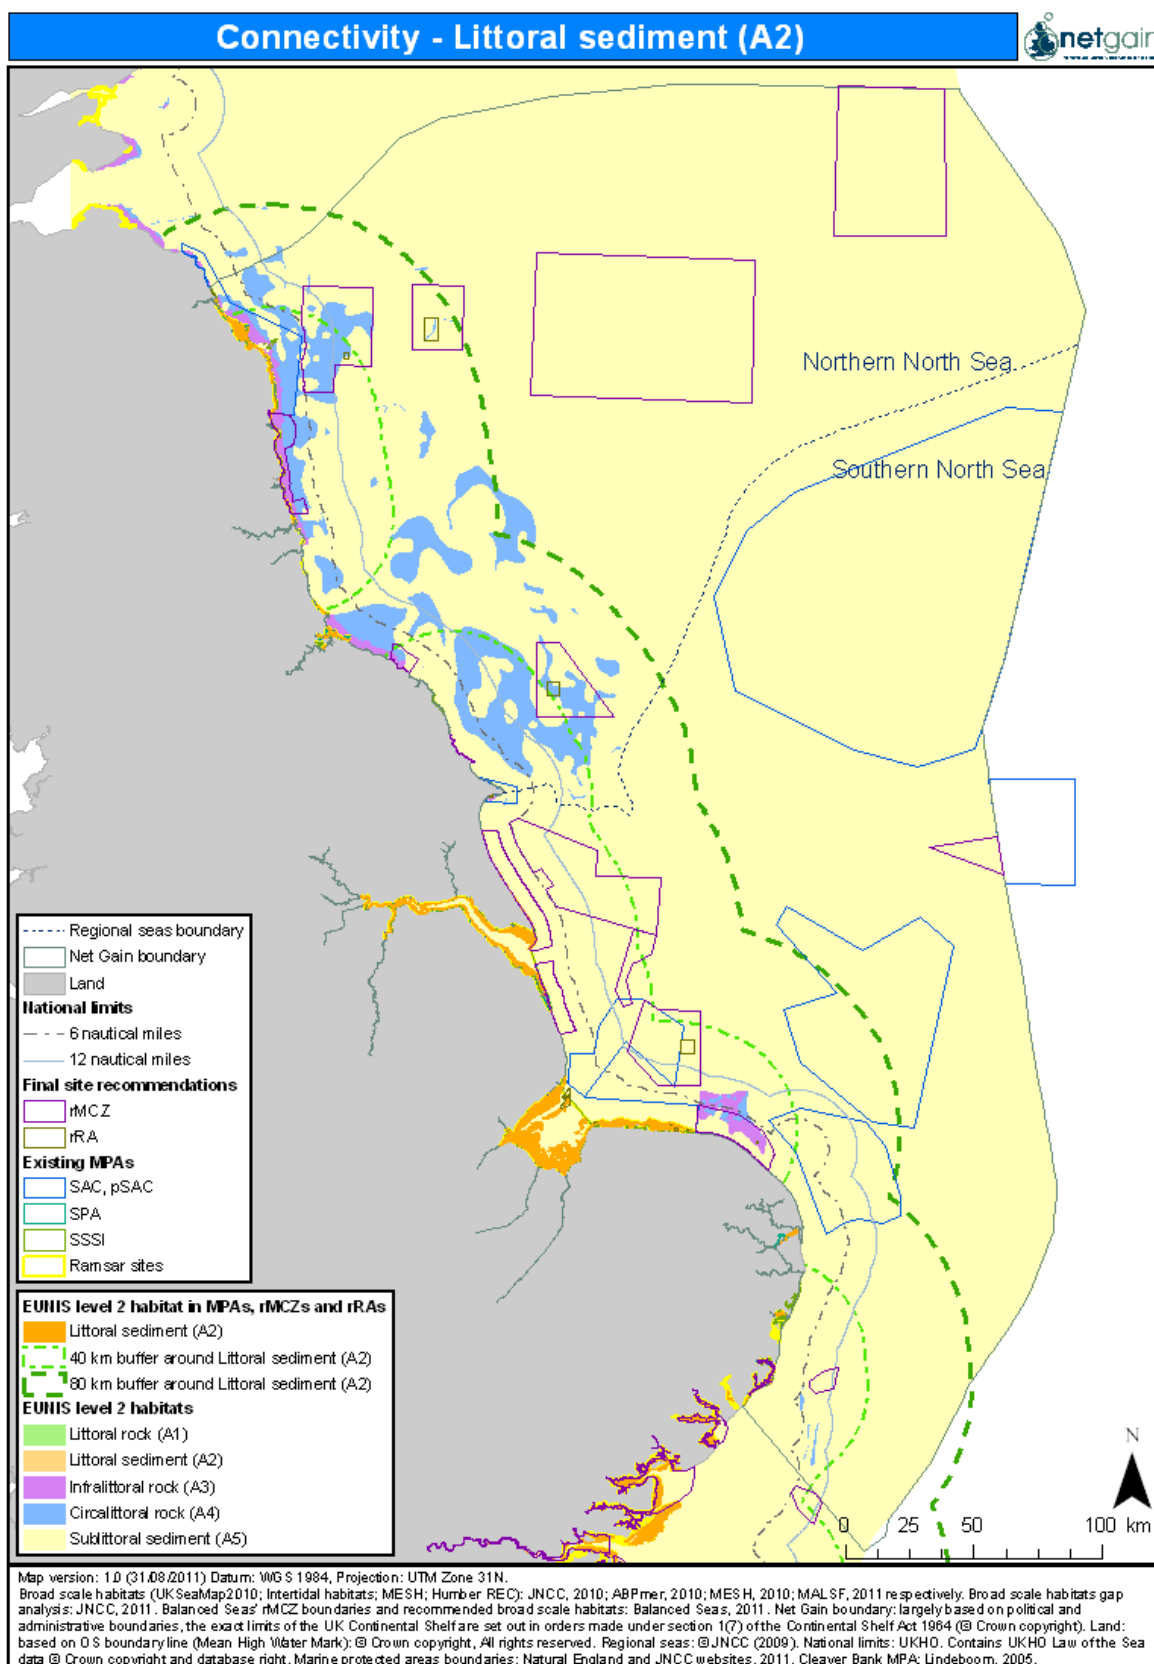 Connectivity - Littoral sediment (A2)
netgain
Northern North Sea
Southern North Sea
Regional seas boundary
Net Gain boundary
Land
National limits
6 nautical miles
12 nautical miles
Final site recommendations
rMCZ
rRA
Existing MPAs
SAC, pSAC
SPA
SSSI
Ramsar sites
EUNIS level 2 habitat in MPAs, rMCZs and rRAs
Littoral sediment (A2)
40 km buffer around Littoral sediment (A2)
80 km buffer around Littoral sediment (A2)
EUNIS level 2 habitats
Littoral rock (A1)
Littoral sediment (A2)
Infralittoral rock (A3)
Circalittoral rock (A4)
Sublittoral sediment (A5)
N
0 25 50 100 km
Map version: 1.0 (31/08/2011) Datum: WGS 1984, Projection: UTM Zone 31N.
Broad scale habitats (UKSeaMap2010; Intertidal habitats; MESH; Humber REC): JNCC, 2010; ABPmer, 2010; MESH, 2010; MALSF, 2011 respectively. Broad scale habitats gap
analysis: JNCC, 2011. Balanced Seas' rMCZ boundaries and recommended broad scale habitats: Balanced Seas, 2011. Net Gain boundary: largely based on political and
administrative boundaries, the exact limits of the UK Continental Shelf are set out in orders made under section 1(7) of the Continental Shelf Act 1964 (© Crown copyright). Land:
based on OS boundary line (Mean High Water Mark): © Crown copyright, All rights reserved. Regional seas: © JNCC (2009). National limits: UKHO. Contains UKHO Law of the Sea
data © Crown copyright and database right. Marine protected areas boundaries: Natural England and JNCC websites, 2011. Cleaver Bank MPA: Lindeboom, 2005.